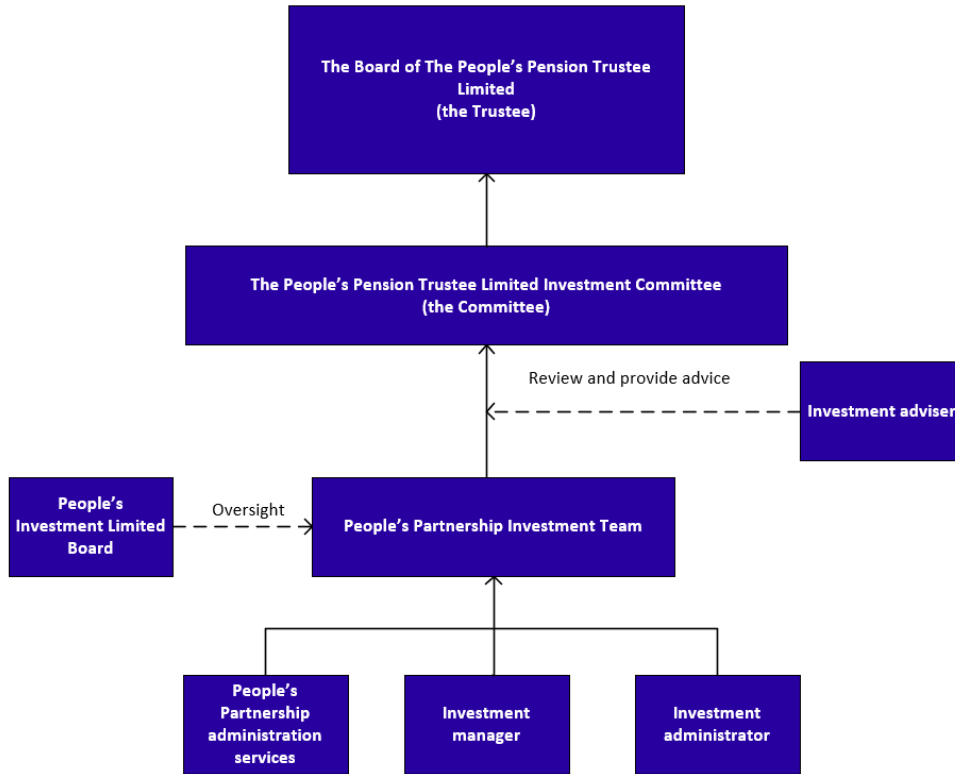 The Board of The People's Pension Trustee
Limited
(the Trustee)
The People's Pension Trustee Limited Investment Committee
(the Committee)
Review and provide advice
Investment adviser
People's
Investment Limited
Board
Oversight
People's Partnership Investment Team
People's
Partnership
administration
services
Investment
manager
Investment
administrator